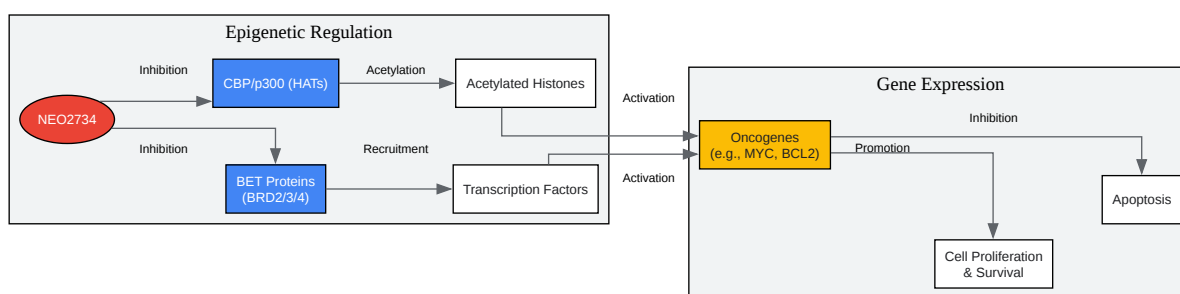 Epigenetic Regulation
Inhibition
CBP/p300 (HATs)
Acetylation
Acetylated Histones
NEO2734
Inhibition
BET Proteins
(BRD2/3/4)
Recruitment
Transcription Factors
Activation
Activation
Gene Expression
Oncogenes
(e.g., MYC, BCL2)
Inhibition
Promotion
Apoptosis
Cell Proliferation
& Survival